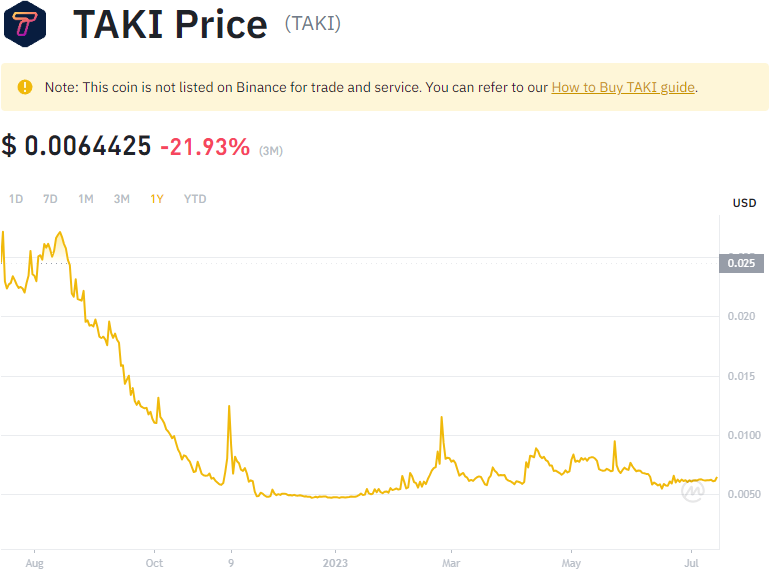 TAKI Price (TAKI)
Note: This coin is not listed on Binance for trade and service. You can refer to our How to Buy TAKI guide.
$ 0.0064425 -21.93% (3M)
1D 7D 1M 3M 1Y YTD
USD
0.025
0.020
0.015
0.0100
0.0050
Aug Oct 9 2023 Mar May Jul